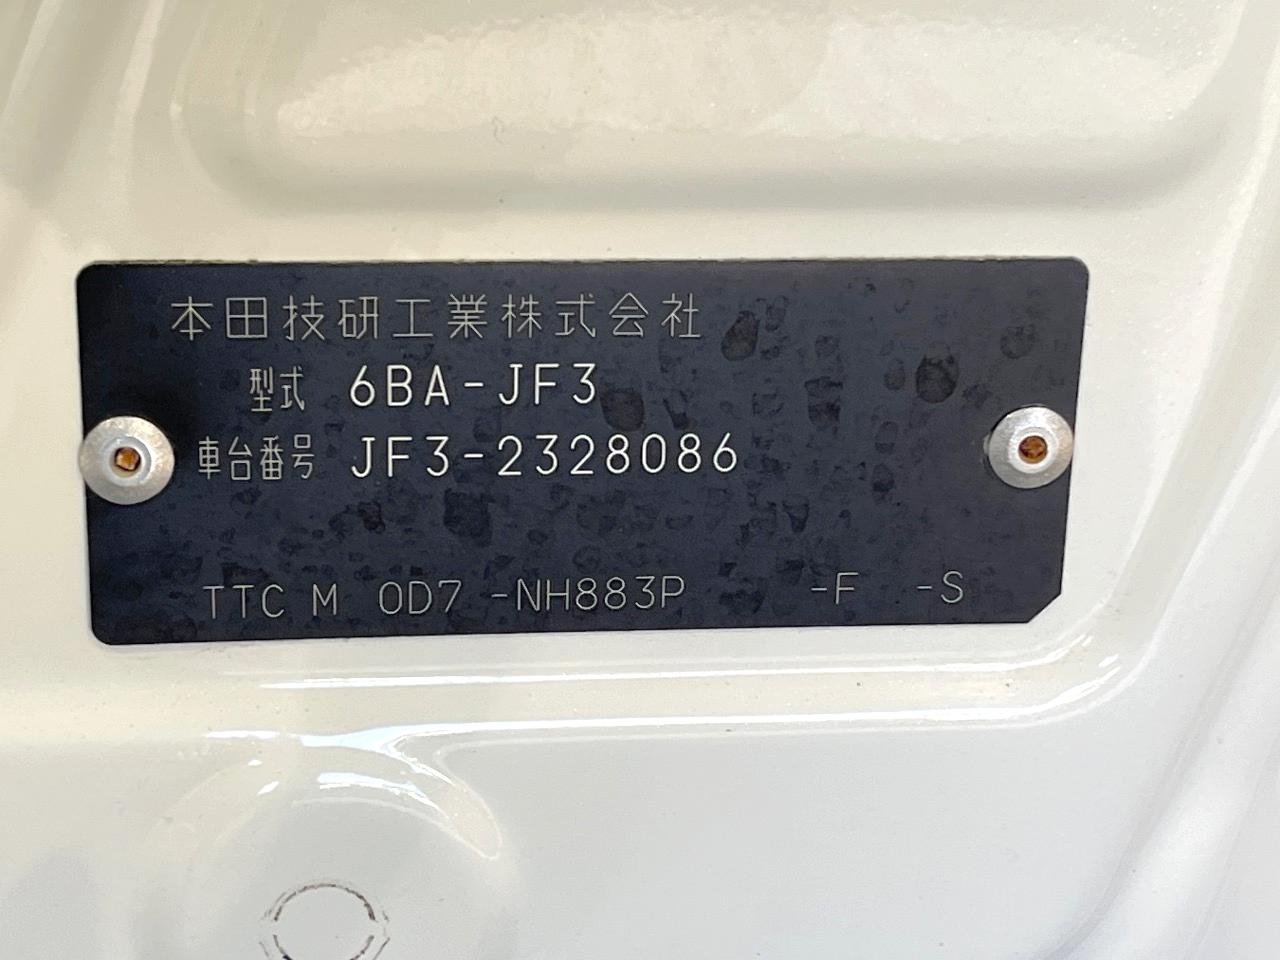 本田技研工業株式会社
型式 6BA-JF3
車台番号 JF3-2328086
TTC M 0D7 -NH883P -F -S